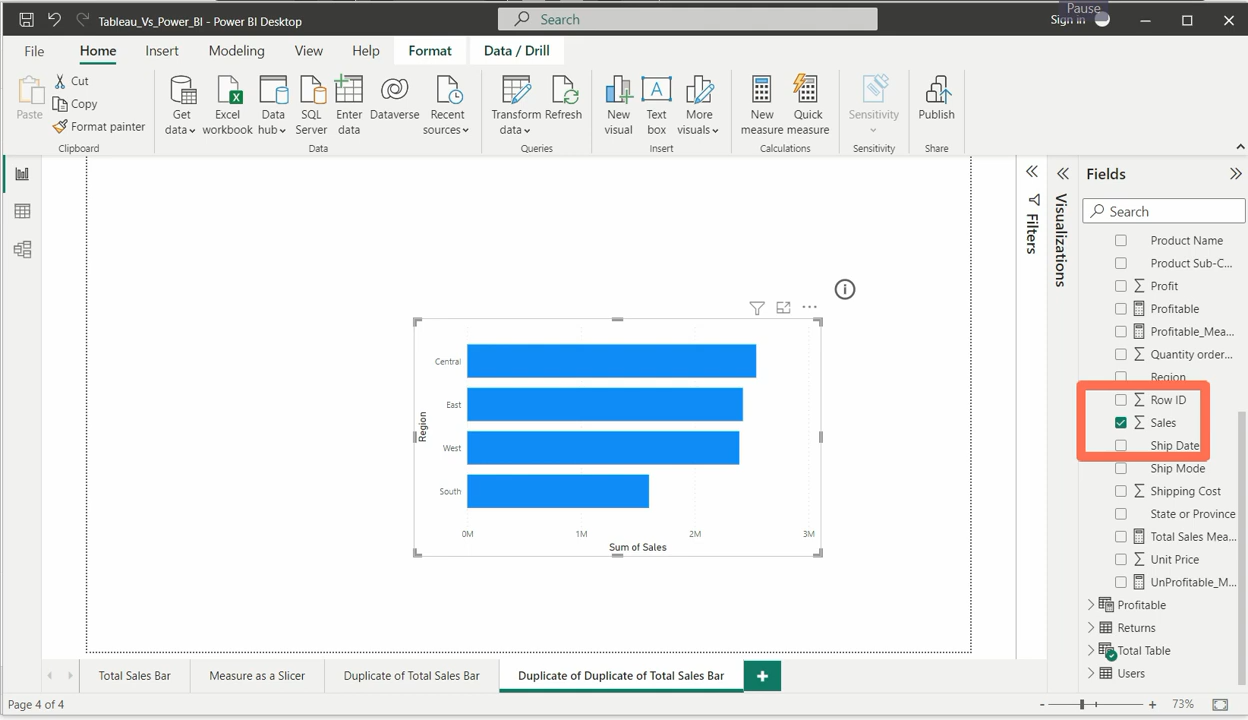 Pause
Tableau_Vs_Power_BI - Power BI Desktop
Search
Sign in
File Home Insert Modeling View Help Format Data / Drill
Paste
Cut
Copy
Format painter
Clipboard
Get data
Excel workbook
Data hub
SQL Server
Enter data
Dataverse
Recent sources
Data
Transform data
Refresh
Queries
New visual
Text box
More visuals
Insert
New measure
Quick measure
Calculations
Sensitivity
Sensitivity
Publish
Share
Filters
Visualizations
Fields
Search
Product Name
Product Sub-C...
Profit
Profitable
Profitable_Mea...
Quantity order...
Region
Row ID
Sales
Ship Date
Ship Mode
Shipping Cost
State or Province
Total Sales Mea...
Unit Price
UnProfitable_M...
Profitable
Returns
Total Table
Users
Region
Central
East
West
South
0M 1M 2M 3M
Sum of Sales
Total Sales Bar
Measure as a Slicer
Duplicate of Total Sales Bar
Duplicate of Duplicate of Total Sales Bar
Page 4 of 4
- + 73%